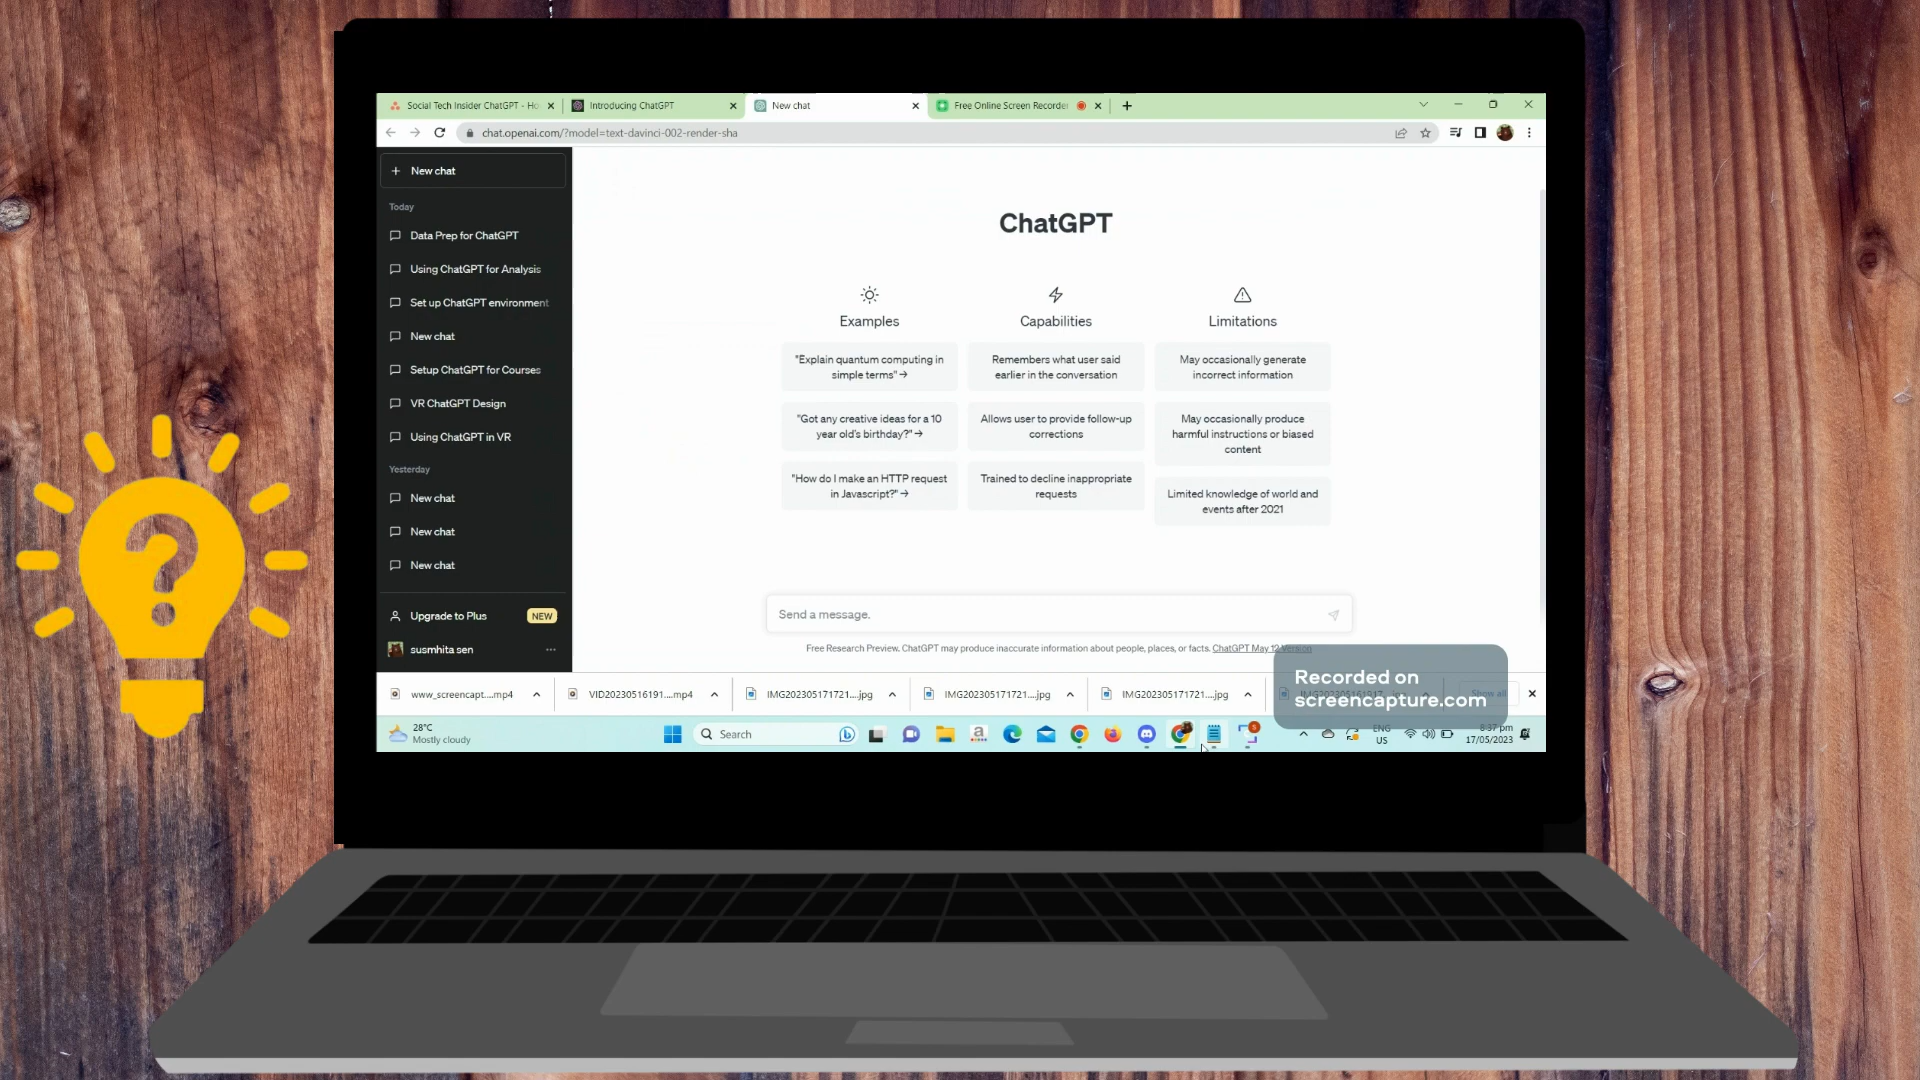 Social Tech Insider ChatGPT - Ho
Introducing ChatGPT
New chat
Free Online Screen Recorder
chat.openai.com/?model=text-davinci-002-render-sha
New chat
Today
Data Prep for ChatGPT
Using ChatGPT for Analysis
Set up ChatGPT environment
New chat
Setup ChatGPT for Courses
VR ChatGPT Design
Using ChatGPT in VR
Yesterday
New chat
New chat
New chat
Upgrade to Plus
NEW
susmhita sen
ChatGPT
Examples
"Explain quantum computing in
simple terms" →
"Got any creative ideas for a 10
year old's birthday?" →
"How do I make an HTTP request
in Javascript?" →
Capabilities
Remembers what user said
earlier in the conversation
Allows user to provide follow-up
corrections
Trained to decline inappropriate
requests
Limitations
May occasionally generate
incorrect information
May occasionally produce
harmful instructions or biased
content
Limited knowledge of world and
events after 2021
Send a message.
Free Research Preview. ChatGPT may produce inaccurate information about people, places, or facts. ChatGPT May 12 Version
www_screencapt....mp4
VID20230516191....mp4
IMG202305171721....jpg
IMG202305171721....jpg
IMG202305171721....jpg
Show all
Recorded on
screencapture.com
28°C
Mostly cloudy
Search
ENG
US
8:37 pm
17/05/2023